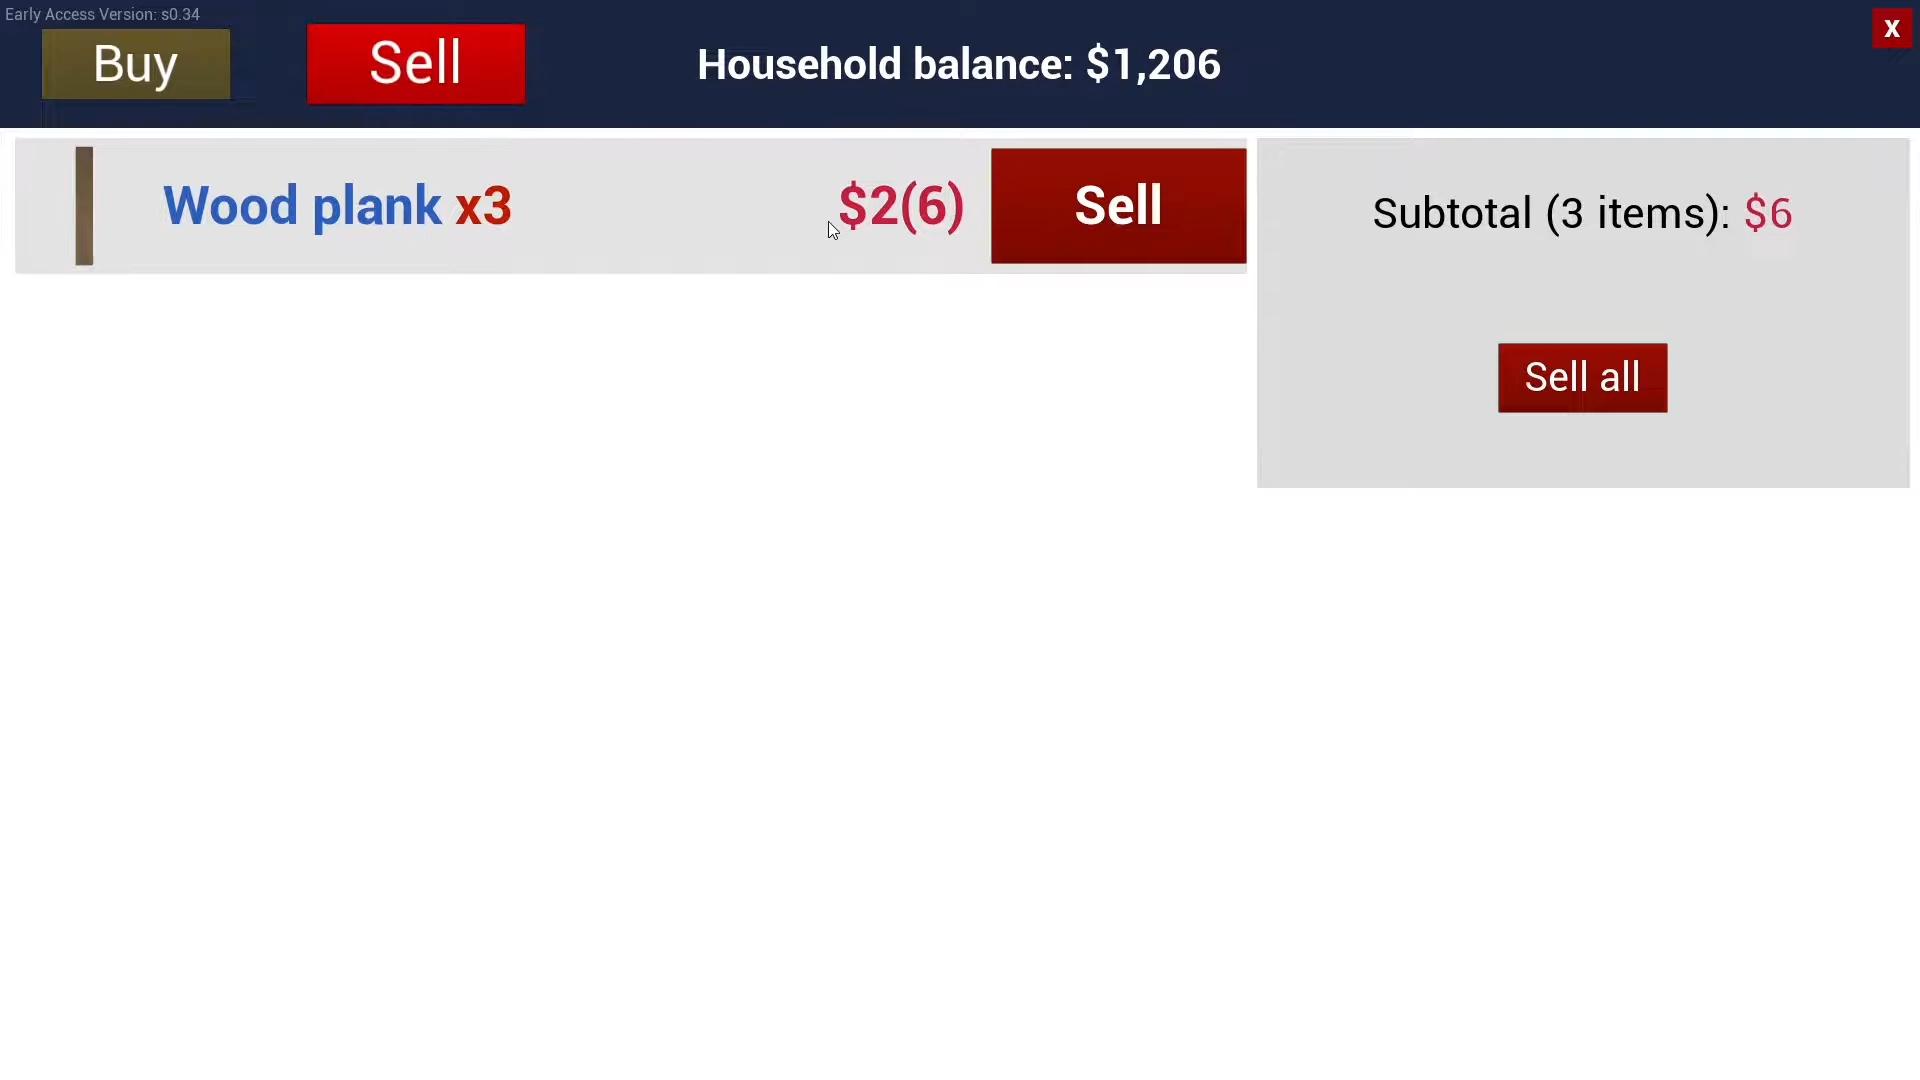 Early Access Version: s0.34
Buy
Sell
Household balance: $1,206
X
Wood plank x3
$2(6)
Sell
Subtotal (3 items): $6
Sell all